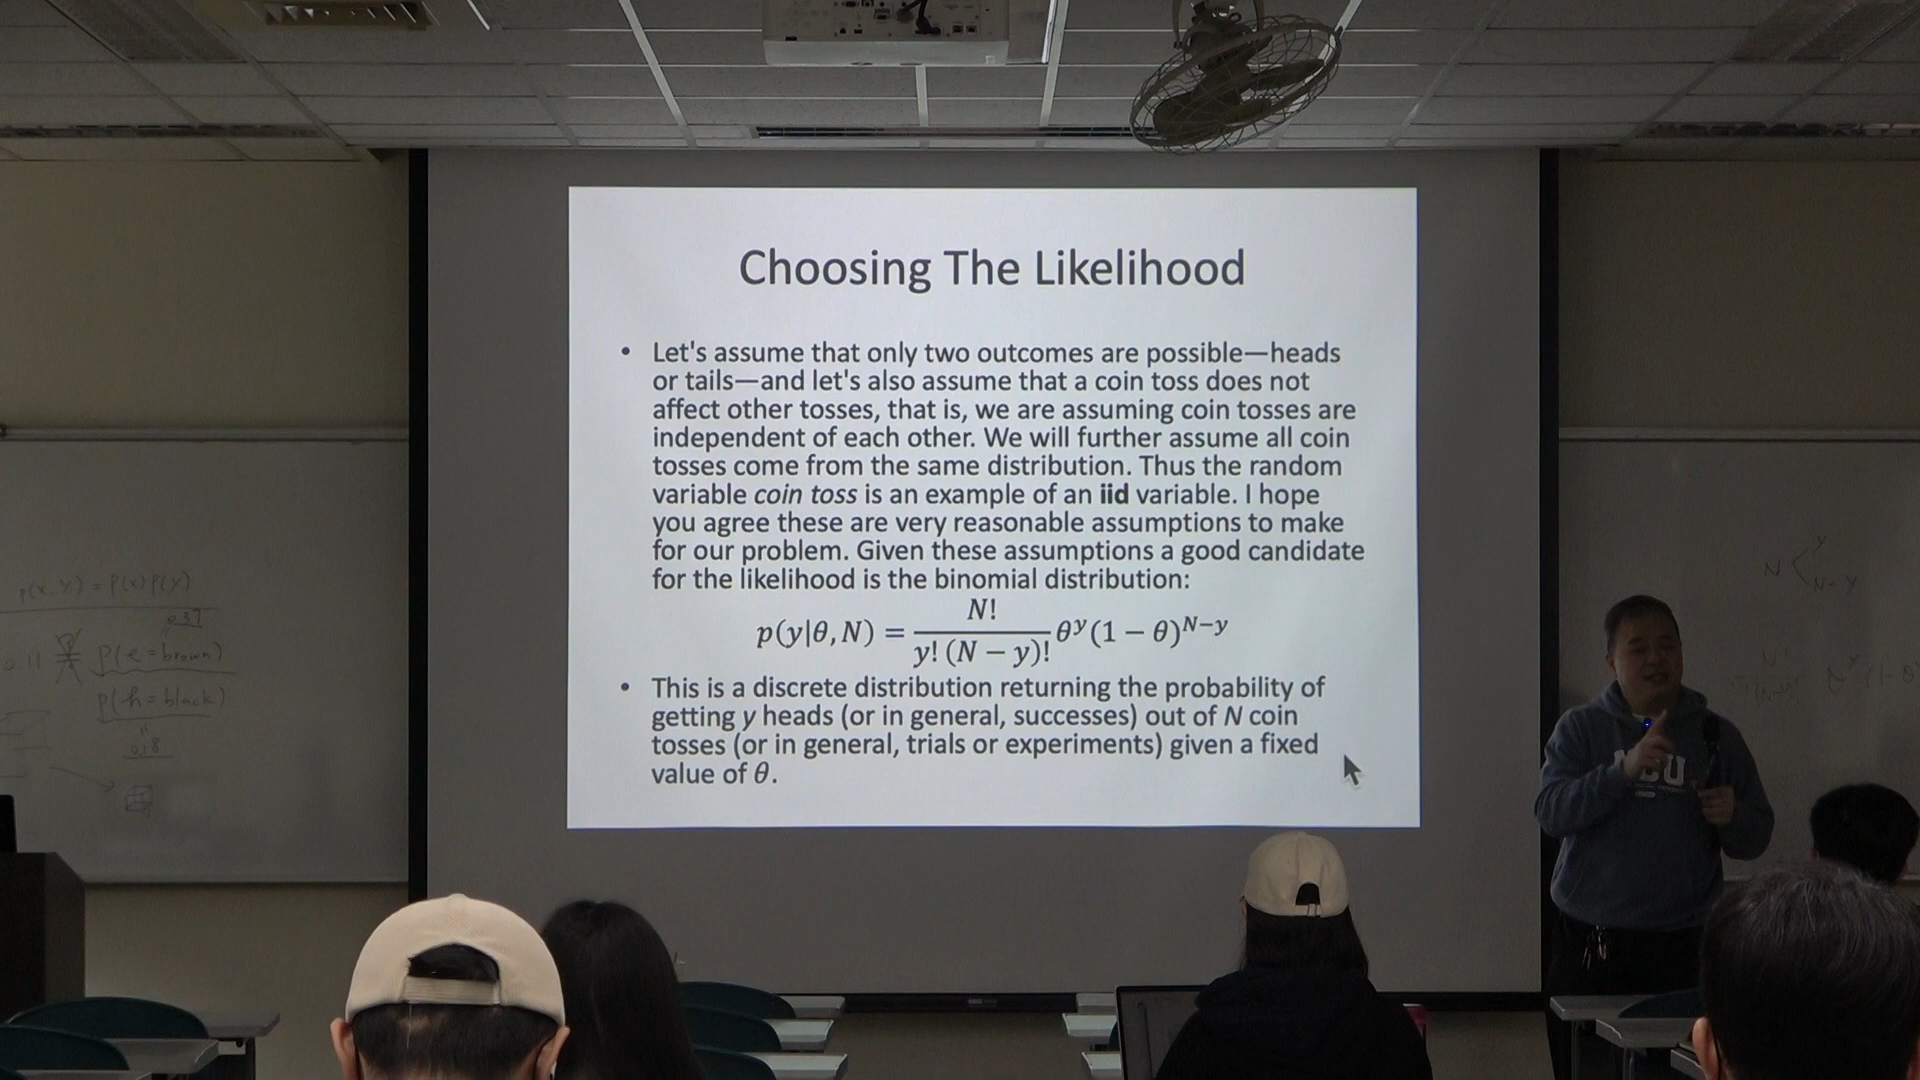 Choosing The Likelihood
• Let's assume that only two outcomes are possible—heads
or tails—and let's also assume that a coin toss does not
affect other tosses, that is, we are assuming coin tosses are
independent of each other. We will further assume all coin
tosses come from the same distribution. Thus the random
variable coin toss is an example of an iid variable. I hope
you agree these are very reasonable assumptions to make
for our problem. Given these assumptions a good candidate
for the likelihood is the binomial distribution:
p(y|θ, N) = N! / y! (N − y)! θ^y (1 − θ)^{N−y}
• This is a discrete distribution returning the probability of
getting y heads (or in general, successes) out of N coin
tosses (or in general, trials or experiments) given a fixed
value of θ.
p(x, y) = p(x) p(y)
0.37
0.11
p(e = brown)
p(h = black)
0.18
N
y
N-y